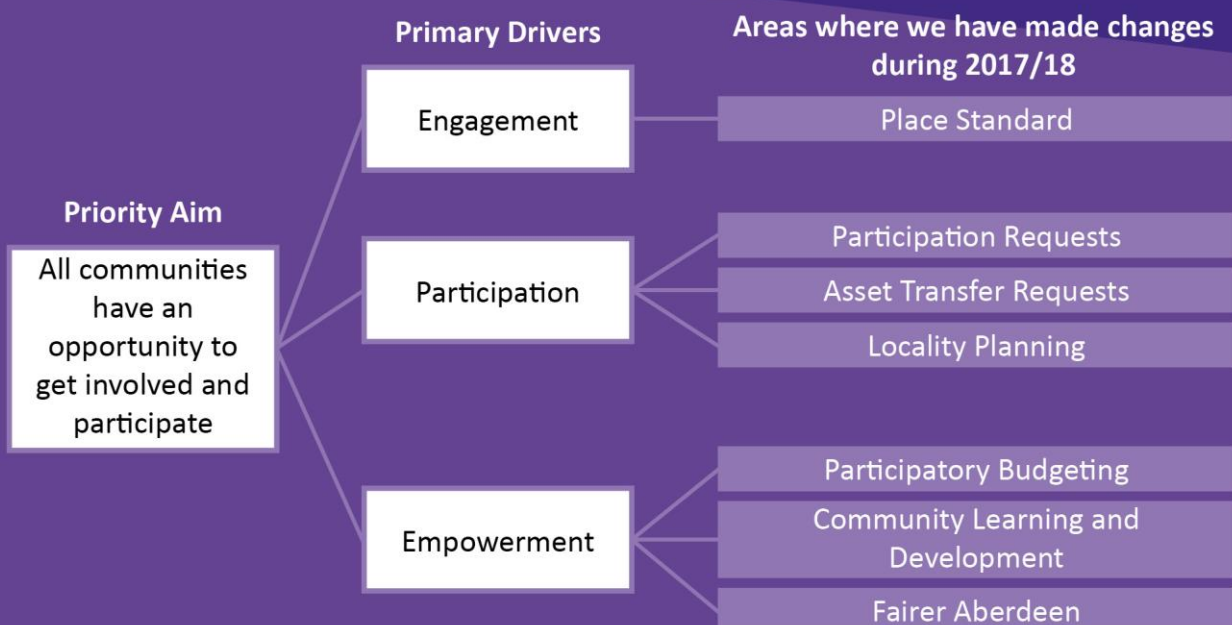 Priority Aim
All communities
have an
opportunity to
get involved and
participate
Primary Drivers
Engagement
Participation
Empowerment
Areas where we have made changes
during 2017/18
Place Standard
Participation Requests
Asset Transfer Requests
Locality Planning
Participatory Budgeting
Community Learning and
Development
Fairer Aberdeen